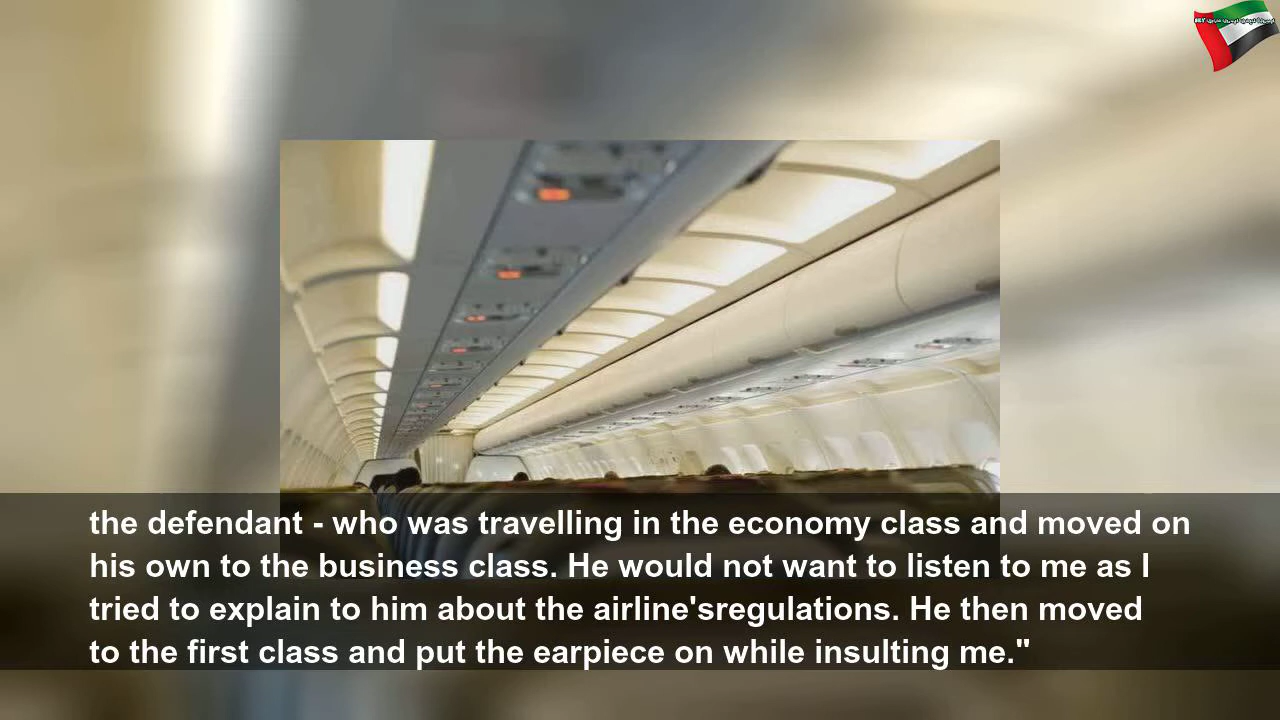 the defendant - who was travelling in the economy class and moved on
his own to the business class. He would not want to listen to me as I
tried to explain to him about the airline'sregulations. He then moved
to the first class and put the earpiece on while insulting me."